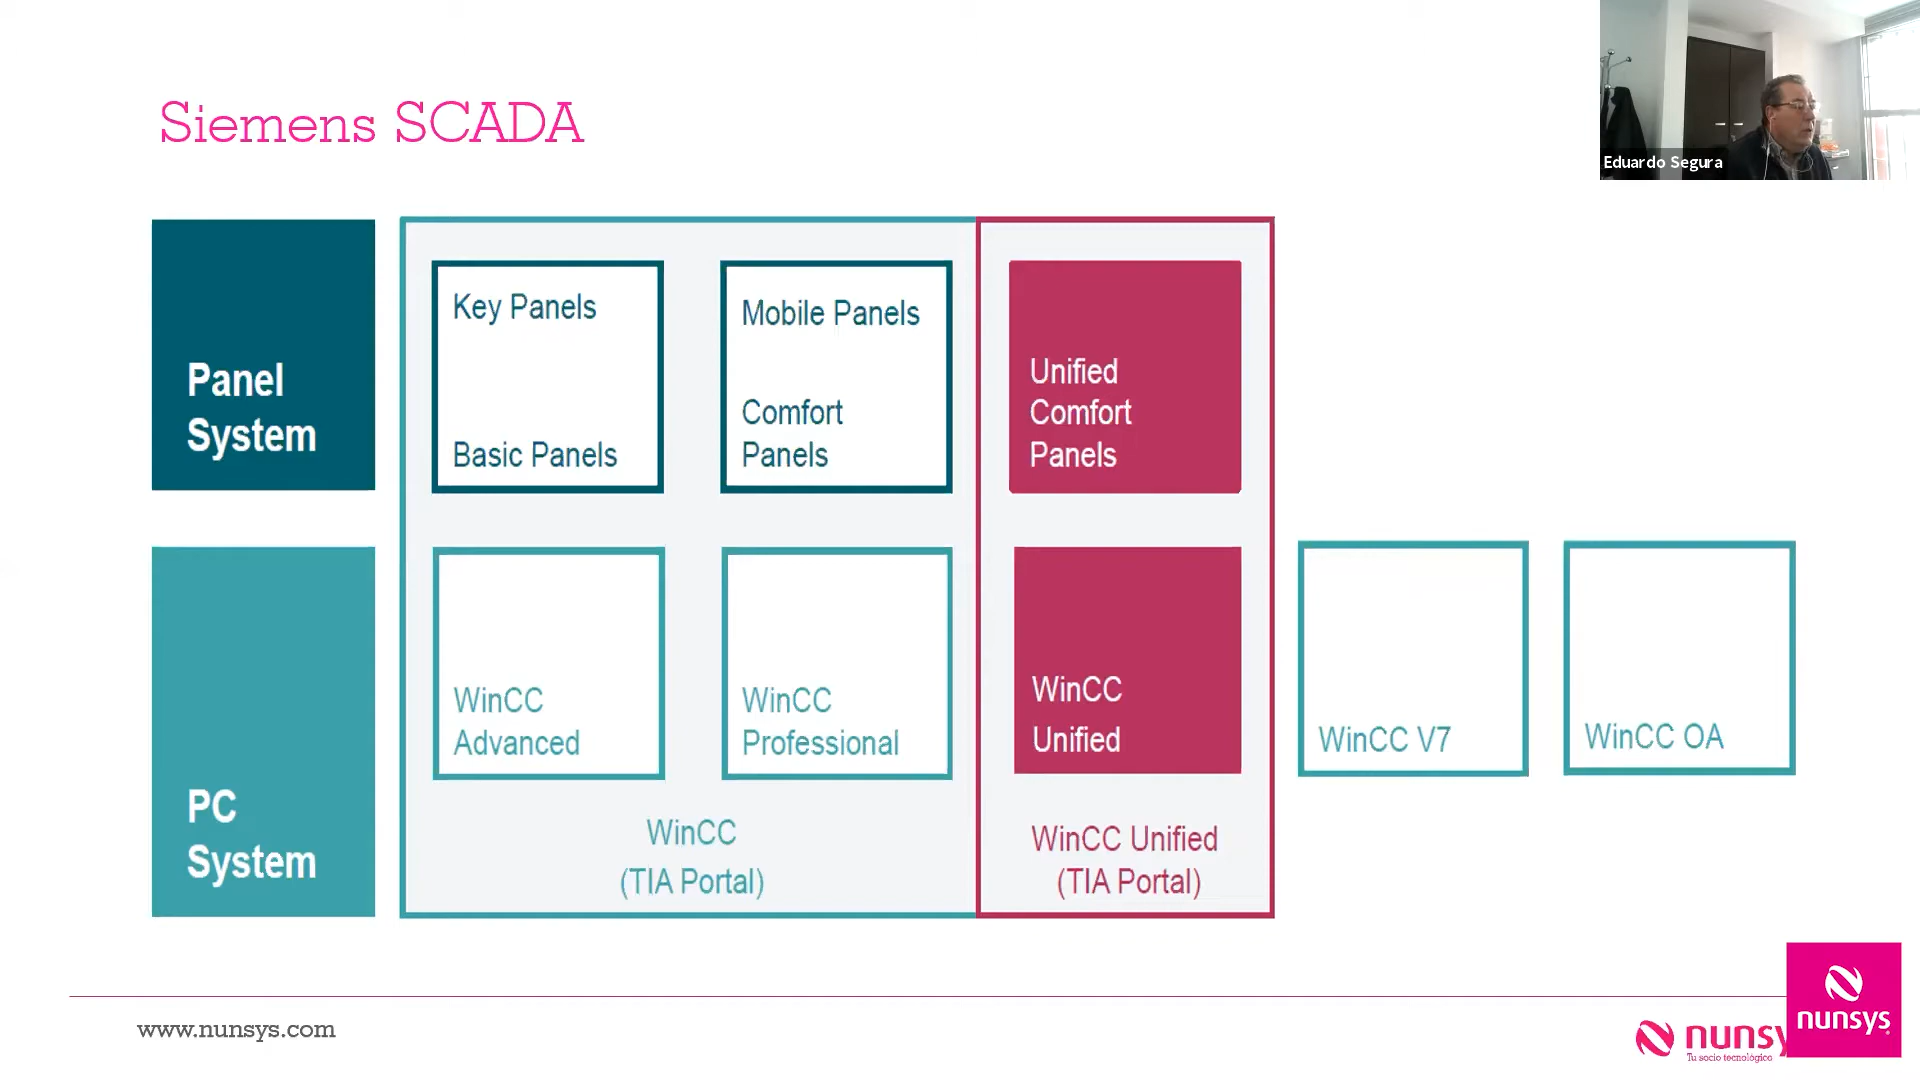 Siemens SCADA
Eduardo Segura
Panel
System
Key Panels
Basic Panels
Mobile Panels
Comfort
Panels
Unified
Comfort
Panels
PC
System
WinCC
Advanced
WinCC
Professional
WinCC
Unified
WinCC V7
WinCC OA
WinCC
(TIA Portal)
WinCC Unified
(TIA Portal)
www.nunsys.com
nunsy
Tu socio tecnológico
nunsys